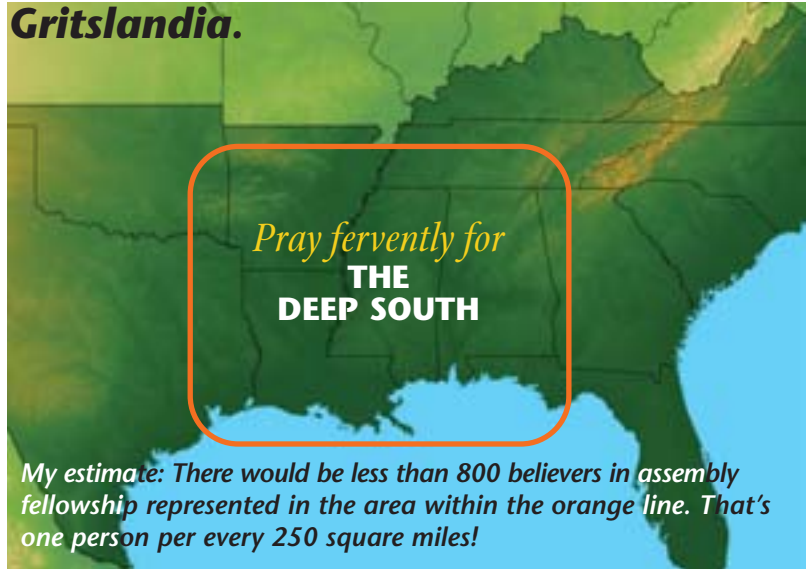 Gritslandia.
Pray fervently for
THE
DEEP SOUTH
My estimate: There would be less than 800 believers in assembly
fellowship represented in the area within the orange line. That's
one person per every 250 square miles!